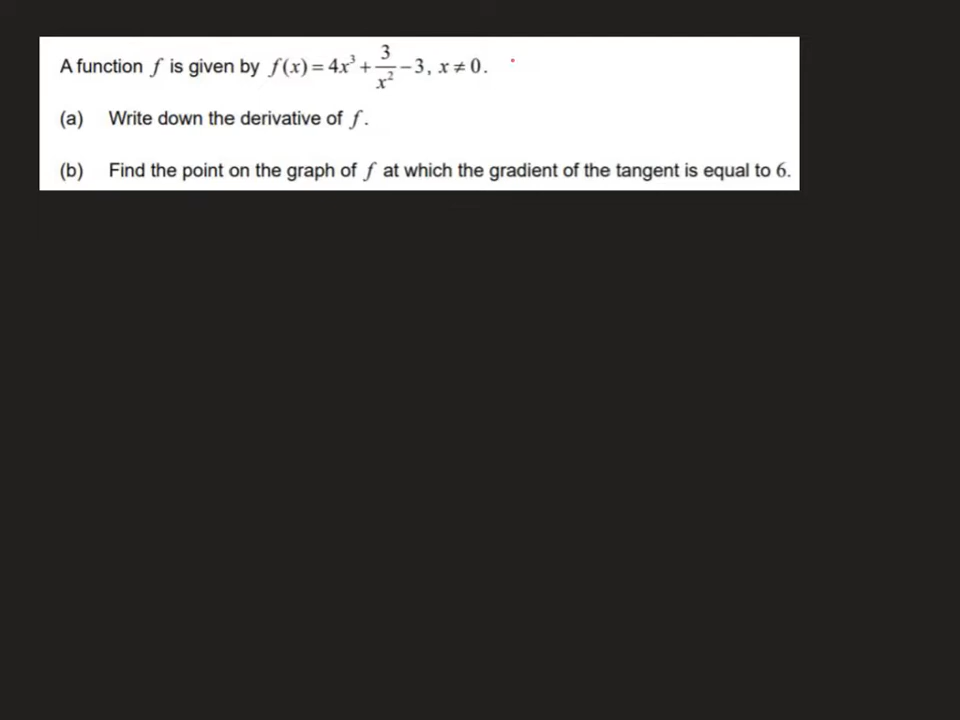 A function f is given by f(x) = 4x³ + 3/x² − 3, x ≠ 0.
(a) Write down the derivative of f.
(b) Find the point on the graph of f at which the gradient of the tangent is equal to 6.